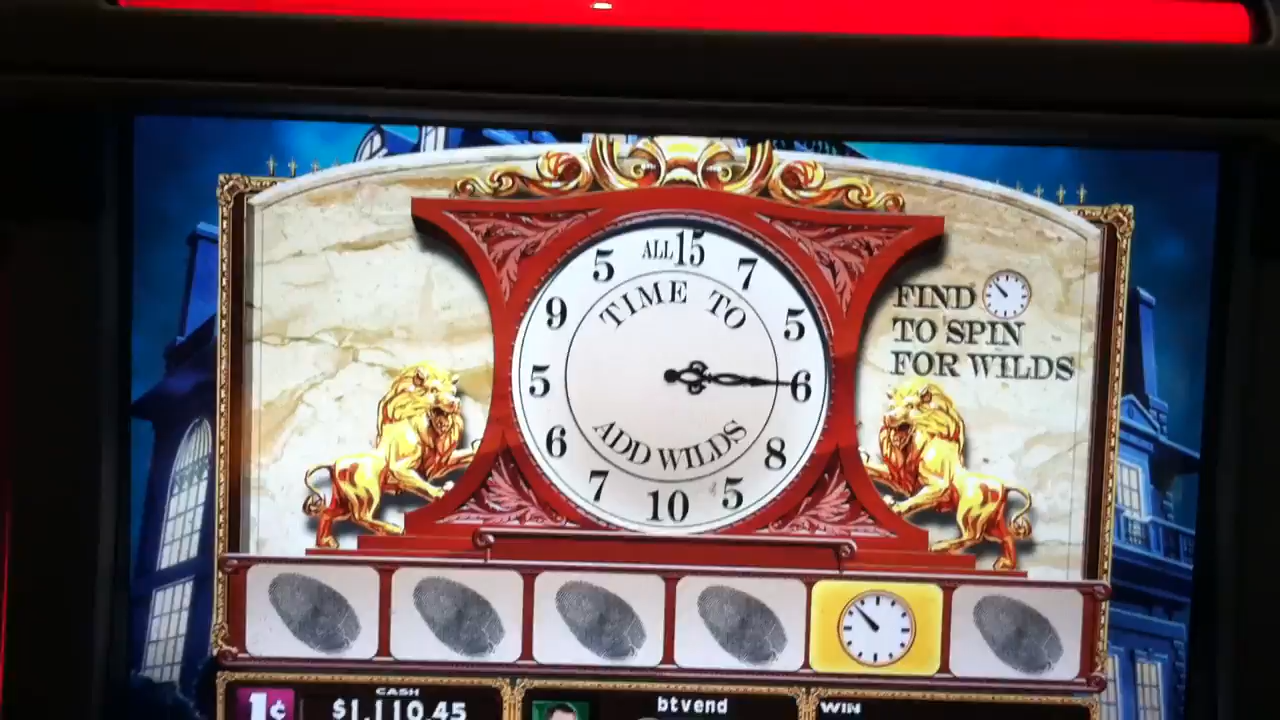 ALL 15
7
5
6
8
5
10
7
6
5
9
5
TIME TO
ADD WILDS
FIND
TO SPIN
FOR WILDS
1¢
CASH
$1,110.45
btvend
WIN